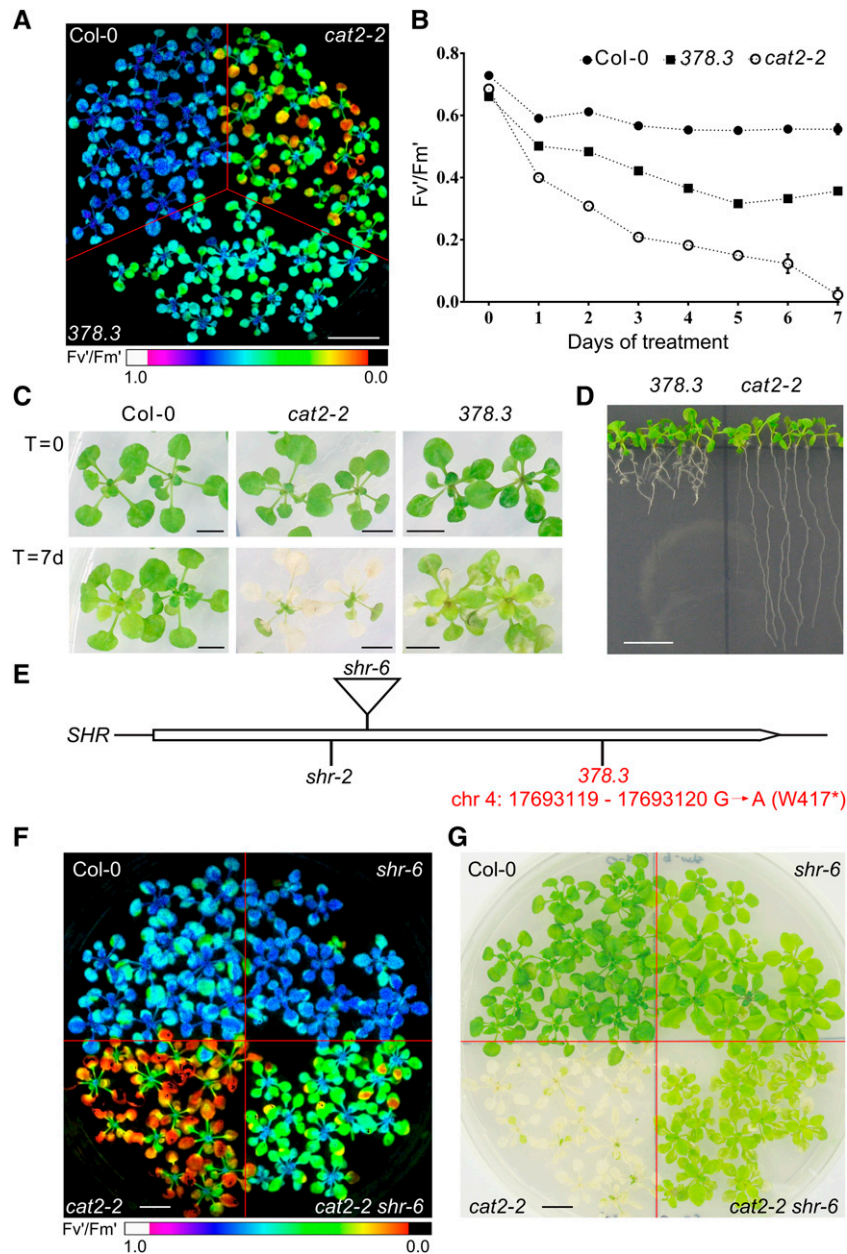 A
Col-0
cat2-2
378.3
Fv'/Fm'
1.0
0.0
B
Col-0
378.3
cat2-2
Fv'/Fm'
0.8
0.6
0.4
0.2
0.0
0 1 2 3 4 5 6 7
Days of treatment
C
Col-0
cat2-2
378.3
T=0
T=7d
D
378.3
cat2-2
E
shr-6
SHR
shr-2
378.3
chr 4: 17693119 - 17693120 G→A (W417*)
F
Col-0
shr-6
cat2-2
cat2-2 shr-6
Fv'/Fm'
1.0
0.0
G
Col-0
shr-6
cat2-2
cat2-2 shr-6